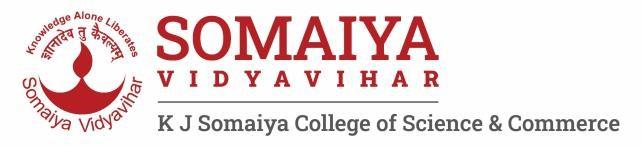 Knowledge Alone Liberates
ज्ञानादेव तु कैवल्यम्
Somaiya Vidyavihar
SOMAIYA
VIDYAVIHAR
K J Somaiya College of Science & Commerce